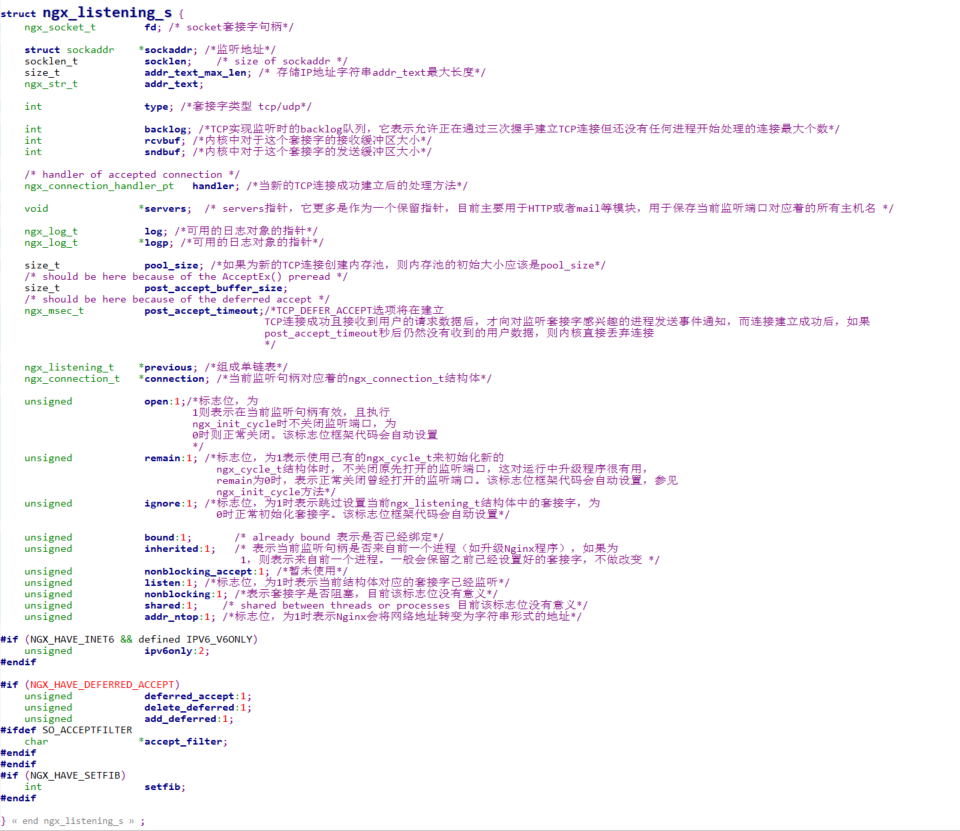 struct ngx_listening_s {
    ngx_socket_t        fd; /* socket套接字句柄*/

    struct sockaddr    *sockaddr; /*监听地址*/
    socklen_t           socklen;    /* size of sockaddr */
    size_t              addr_text_max_len; /* 存储IP地址字符串addr_text最大长度*/
    ngx_str_t           addr_text;

    int                 type; /*套接字类型 tcp/udp*/

    int                 backlog; /*TCP实现监听时的backlog队列，它表示允许正在通过三次握手建立TCP连接但还没有任何进程开始处理的连接最大个数*/
    int                 rcvbuf; /*内核中对于这个套接字的接收缓冲区大小*/
    int                 sndbuf; /*内核中对于这个套接字的发送缓冲区大小*/

    /* handler of accepted connection */
    ngx_connection_handler_pt   handler; /*当新的TCP连接成功建立后的处理方法*/

    void               *servers;  /* servers指针，它更多是作为一个保留指针，目前主要用于HTTP或者mail等模块，用于保存当前监听端口对应着的所有主机名 */

    ngx_log_t           log; /*可用的日志对象的指针*/
    ngx_log_t          *logp; /*可用的日志对象的指针*/

    size_t              pool_size; /*如果为新的TCP连接创建内存池，则内存池的初始大小应该是pool_size*/
    /* should be here because of the AcceptEx() preread */
    size_t              post_accept_buffer_size;
    /* should be here because of the deferred accept */
    ngx_msec_t          post_accept_timeout;/*TCP_DEFER_ACCEPT选项将在建立
                                            TCP连接成功且接收到用户的请求数据后，才向对监听套接字感兴趣的进程发送事件通知，而连接建立成功后，如果
                                            post_accept_timeout秒后仍然没有收到的用户数据，则内核直接丢弃连接
                                            */

    ngx_listening_t    *previous; /*组成单链表*/
    ngx_connection_t   *connection; /*当前监听句柄对应着的ngx_connection_t结构体*/

    unsigned            open:1;/*标志位，为
                                1则表示在当前监听句柄有效，且执行
                                ngx_init_cycle时不关闭监听端口，为
                                0时则正常关闭。该标志位框架代码会自动设置
                                */
    unsigned            remain:1; /*标志位，为1表示使用已有的ngx_cycle_t来初始化新的
                                    ngx_cycle_t结构体时，不关闭原先打开的监听端口，这对运行中升级程序很有用，
                                    remain为0时，表示正常关闭曾经打开的监听端口。该标志位框架代码会自动设置，参见
                                    ngx_init_cycle方法*/
    unsigned            ignore:1; /*标志位，为1时表示跳过设置当前ngx_listening_t结构体中的套接字，为
                                    0时正常初始化套接字。该标志位框架代码会自动设置*/

    unsigned            bound:1;       /* already bound 表示是否已经绑定*/
    unsigned            inherited:1;   /* 表示当前监听句柄是否来自前一个进程（如升级Nginx程序），如果为
                                        1，则表示来自前一个进程。一般会保留之前已经设置好的套接字，不做改变 */
    unsigned            nonblocking_accept:1; /*暂未使用*/
    unsigned            listen:1; /*标志位，为1时表示当前结构体对应的套接字已经监听*/
    unsigned            nonblocking:1; /*表示套接字是否阻塞，目前该标志位没有意义*/
    unsigned            shared:1;    /* shared between threads or processes 目前该标志位没有意义*/
    unsigned            addr_ntop:1; /*标志位，为1时表示Nginx会将网络地址转变为字符串形式的地址*/

#if (NGX_HAVE_INET6 && defined IPV6_V6ONLY)
    unsigned            ipv6only:2;
#endif

#if (NGX_HAVE_DEFERRED_ACCEPT)
    unsigned            deferred_accept:1;
    unsigned            delete_deferred:1;
    unsigned            add_deferred:1;
#ifdef SO_ACCEPTFILTER
    char               *accept_filter;
#endif
#endif
#if (NGX_HAVE_SETFIB)
    int                 setfib;
#endif

} « end ngx_listening_s » ;